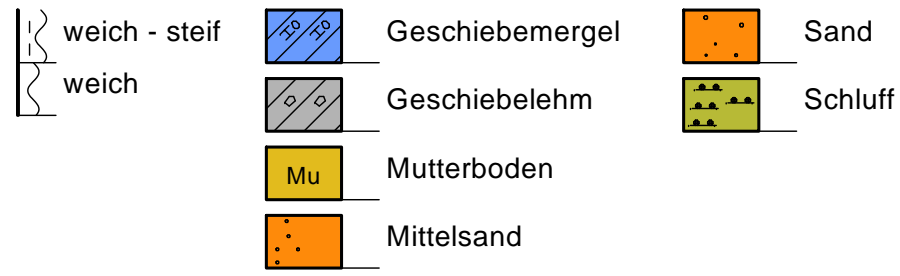 weich - steif
weich
Geschiebemergel
Geschiebelehm
Mu
Mutterboden
Mittelsand
Sand
Schluff